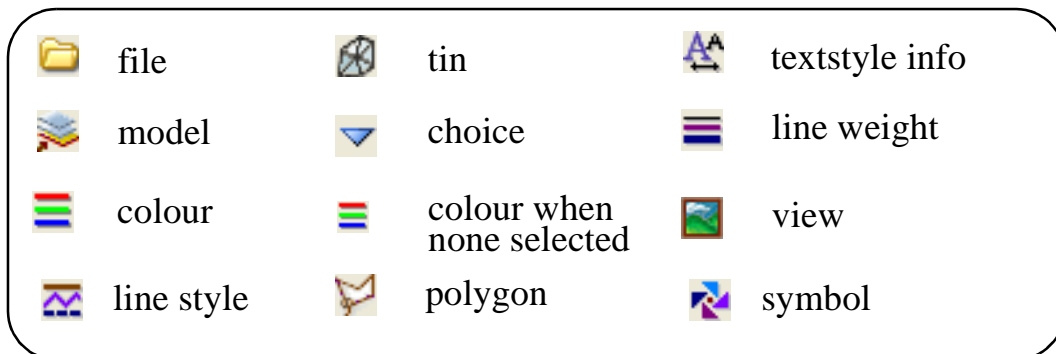 file
tin
textstyle info
model
choice
line weight
colour
colour when
none selected
view
line style
polygon
symbol